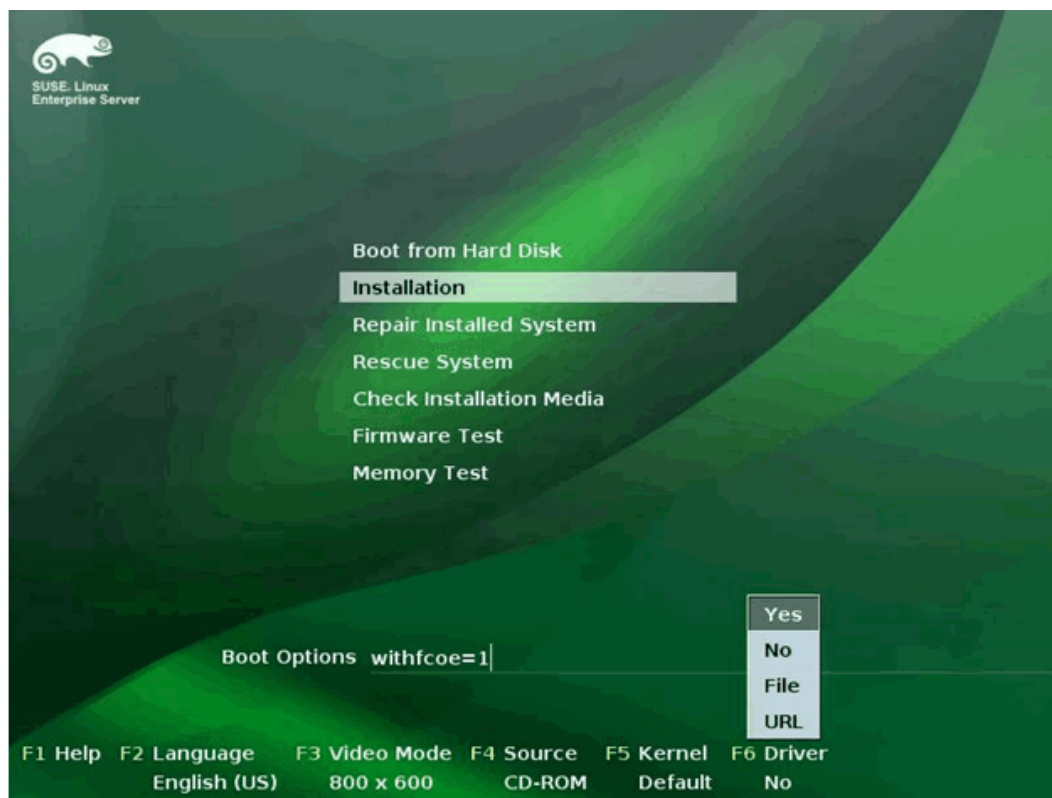 SUSE. Linux
Enterprise Server
Boot from Hard Disk
Installation
Repair Installed System
Rescue System
Check Installation Media
Firmware Test
Memory Test
Boot Options withfcoe=1
Yes
No
File
URL
F1 Help F2 Language F3 Video Mode F4 Source F5 Kernel F6 Driver
English (US) 800 x 600 CD-ROM Default No